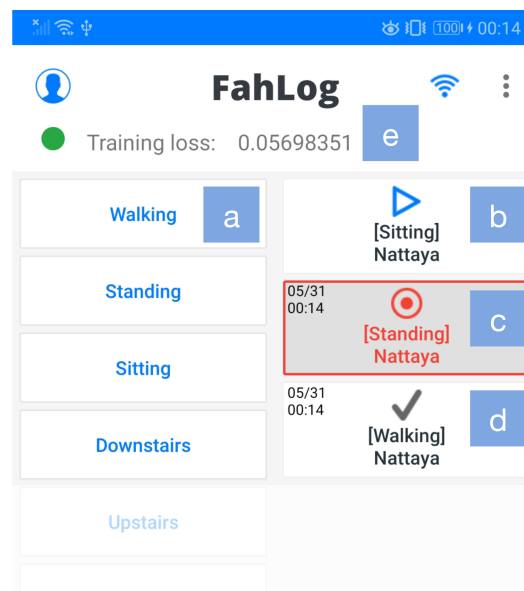 100 00:14
FahLog
Training loss: 0.05698351 e
Walking a
Standing
Sitting
Downstairs
Upstairs
[Sitting]
Nattaya
b
05/31
00:14
[Standing]
Nattaya
c
05/31
00:14
[Walking]
Nattaya
d